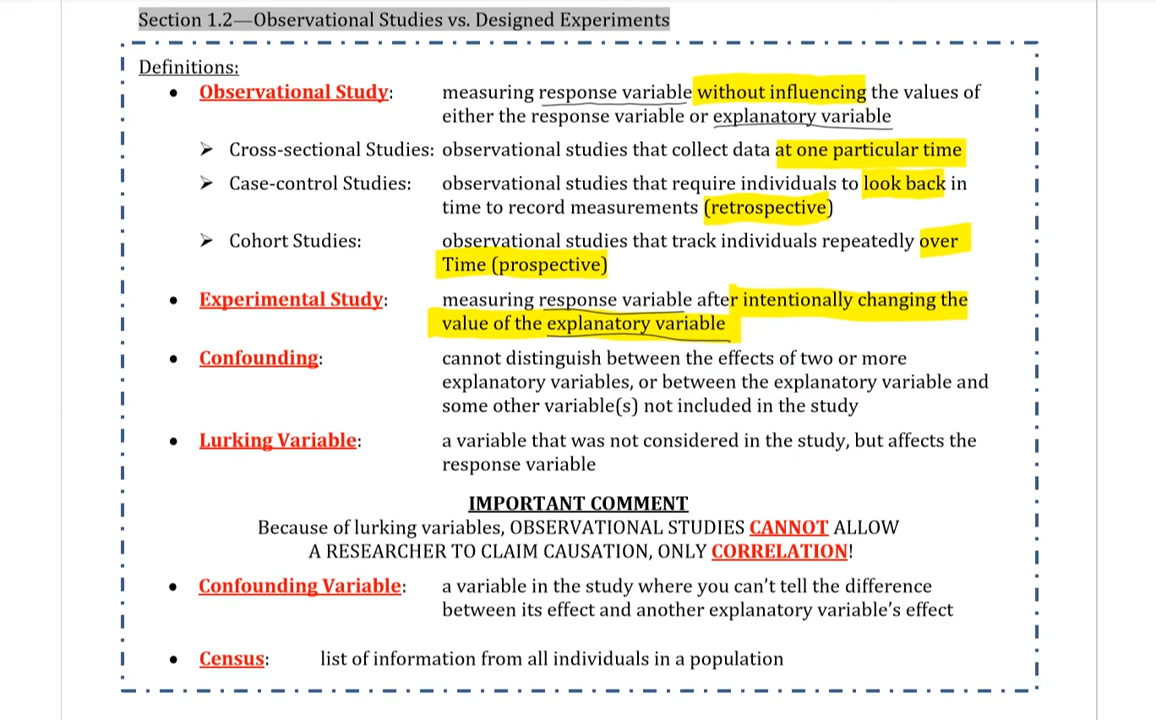 Section 1.2—Observational Studies vs. Designed Experiments
Definitions:
• Observational Study: measuring response variable without influencing the values of
either the response variable or explanatory variable
➢ Cross-sectional Studies: observational studies that collect data at one particular time
➢ Case-control Studies: observational studies that require individuals to look back in
time to record measurements (retrospective)
➢ Cohort Studies: observational studies that track individuals repeatedly over
Time (prospective)
• Experimental Study: measuring response variable after intentionally changing the
value of the explanatory variable
• Confounding: cannot distinguish between the effects of two or more
explanatory variables, or between the explanatory variable and
some other variable(s) not included in the study
• Lurking Variable: a variable that was not considered in the study, but affects the
response variable
IMPORTANT COMMENT
Because of lurking variables, OBSERVATIONAL STUDIES CANNOT ALLOW
A RESEARCHER TO CLAIM CAUSATION, ONLY CORRELATION!
• Confounding Variable: a variable in the study where you can't tell the difference
between its effect and another explanatory variable's effect
• Census: list of information from all individuals in a population